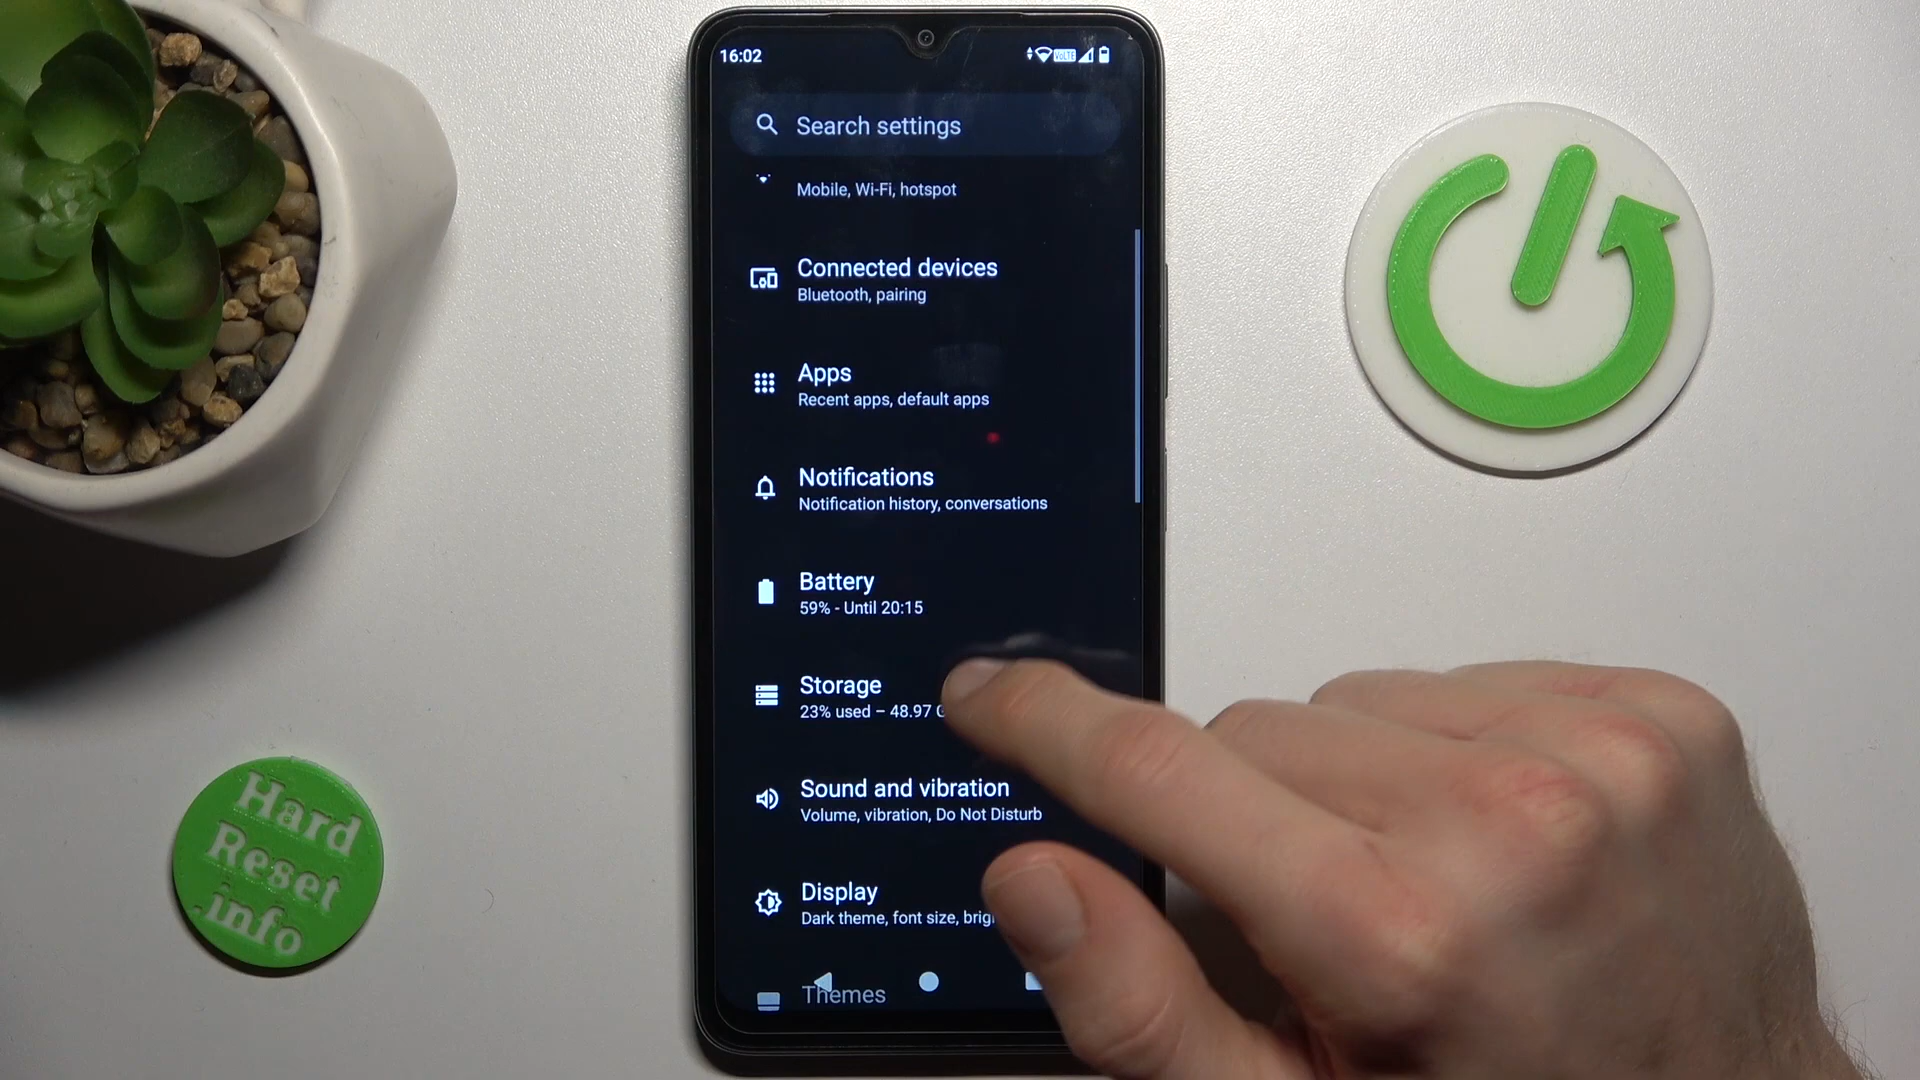 16:02
VoLTE
Search settings
Mobile, Wi-Fi, hotspot
Connected devices
Bluetooth, pairing
Apps
Recent apps, default apps
Notifications
Notification history, conversations
Battery
59% - Until 20:15
Storage
23% used – 48.97
Sound and vibration
Volume, vibration, Do Not Disturb
Display
Dark theme, font size,
Themes
Hard
Reset
.info